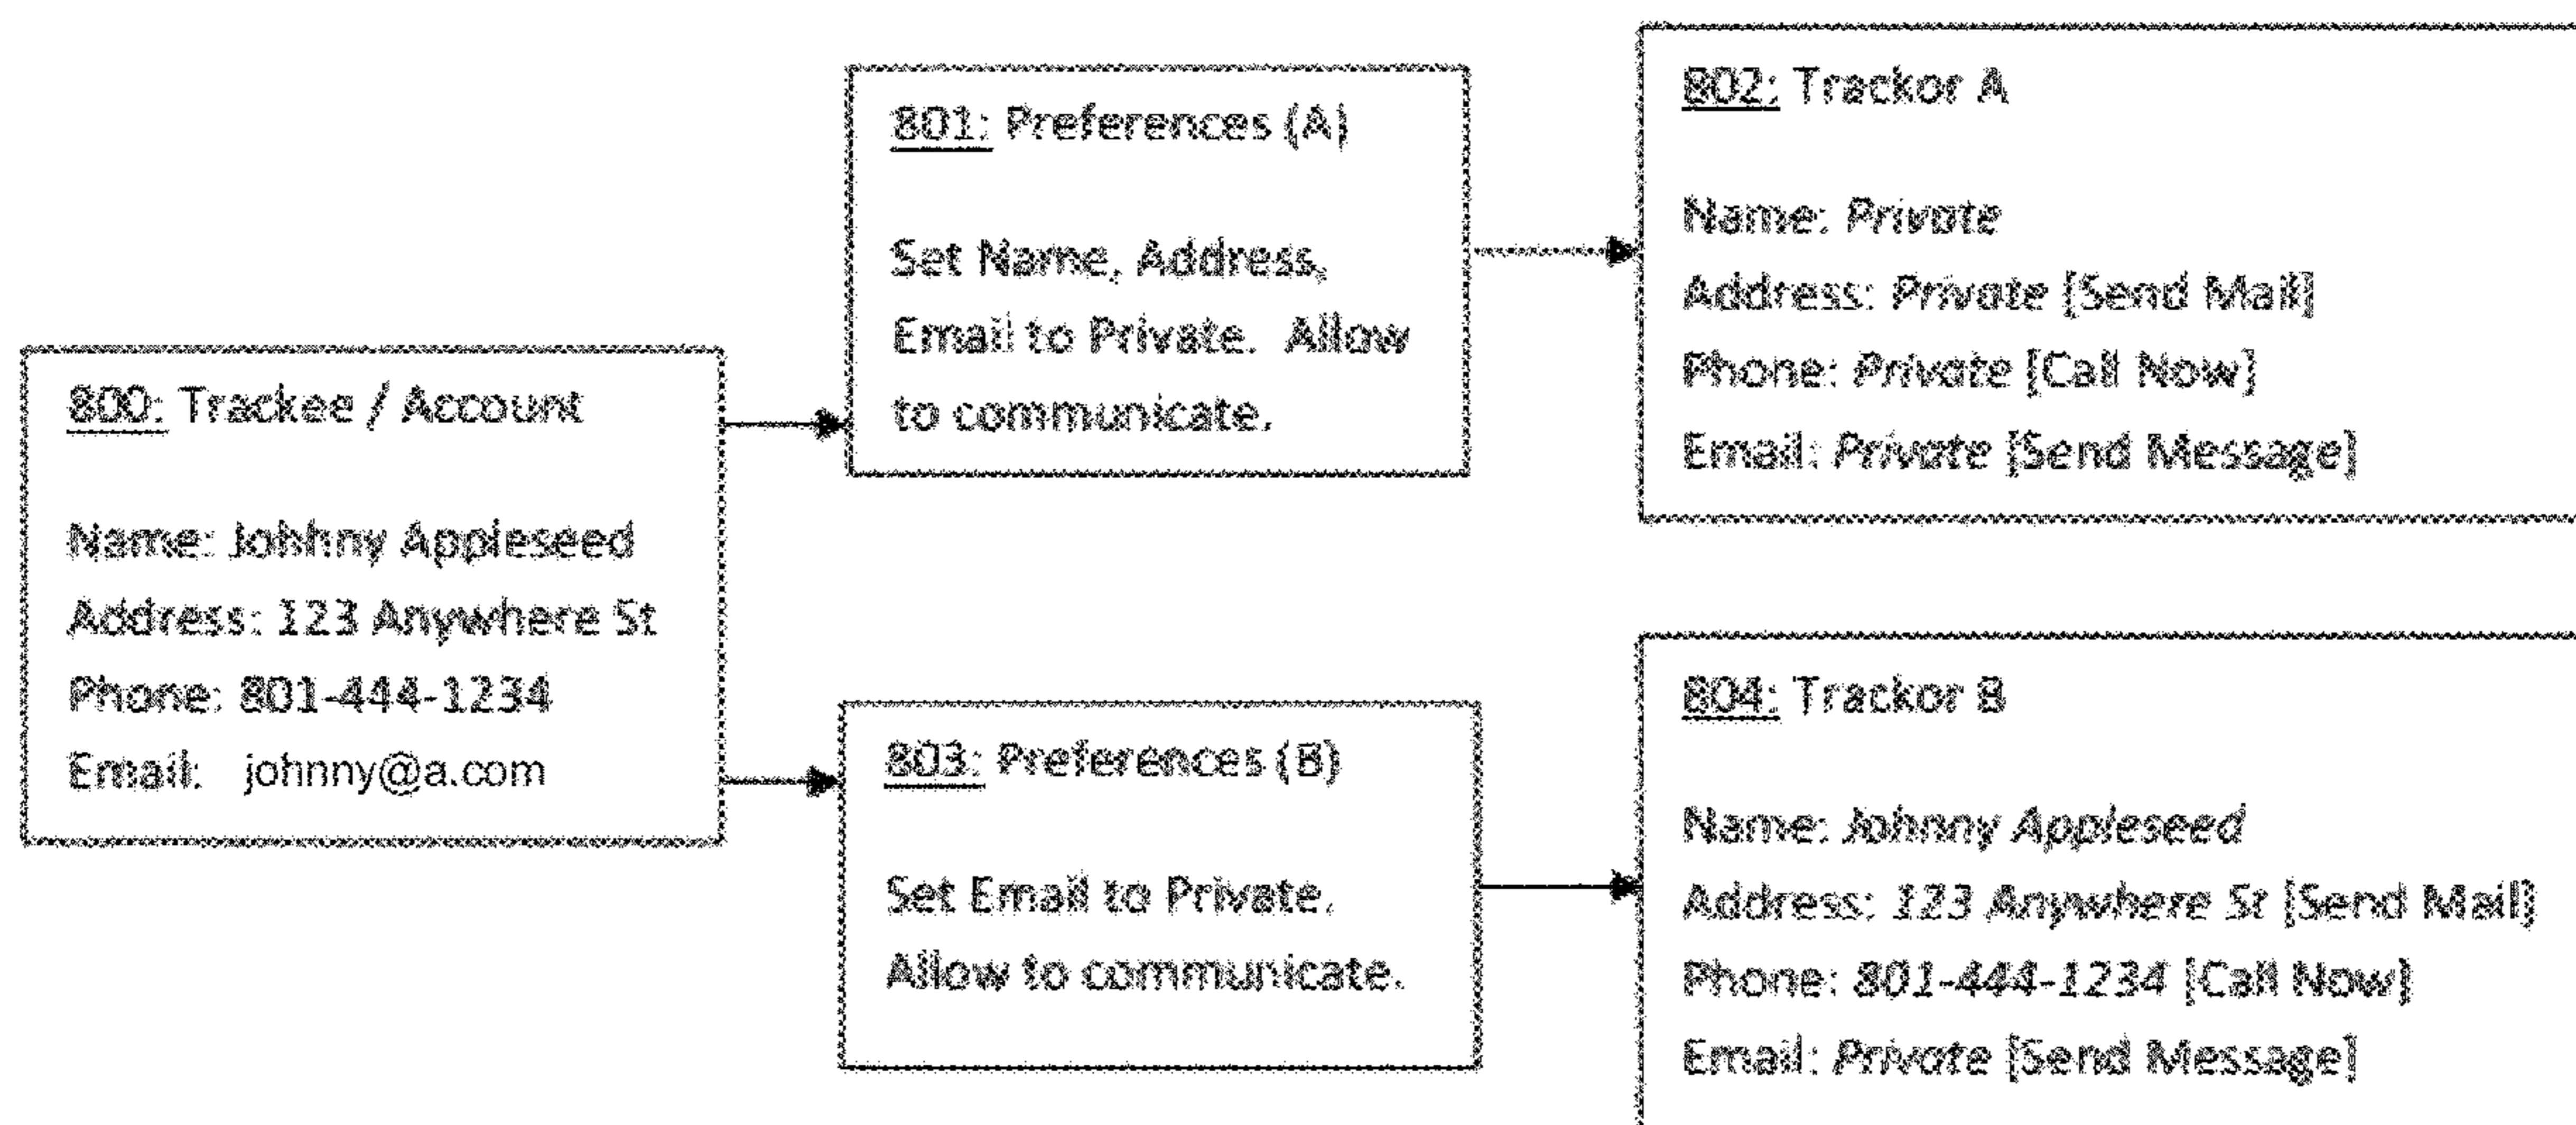 800: Trackee / Account
Name: Johhny Appleseed
Address: 123 Anywhere St
Phone: 801-444-1234
Email: johnny@a.com
801: Preferences (A)
Set Name, Address,
Email to Private. Allow
to communicate.
802: Trackor A
Name: Private
Address: Private [Send Mail]
Phone: Private [Call Now]
Email: Private [Send Message]
803: Preferences (B)
Set Email to Private.
Allow to communicate.
804: Trackor B
Name: Johnny Appleseed
Address: 123 Anywhere St [Send Mail]
Phone: 801-444-1234 [Call Now]
Email: Private [Send Message]